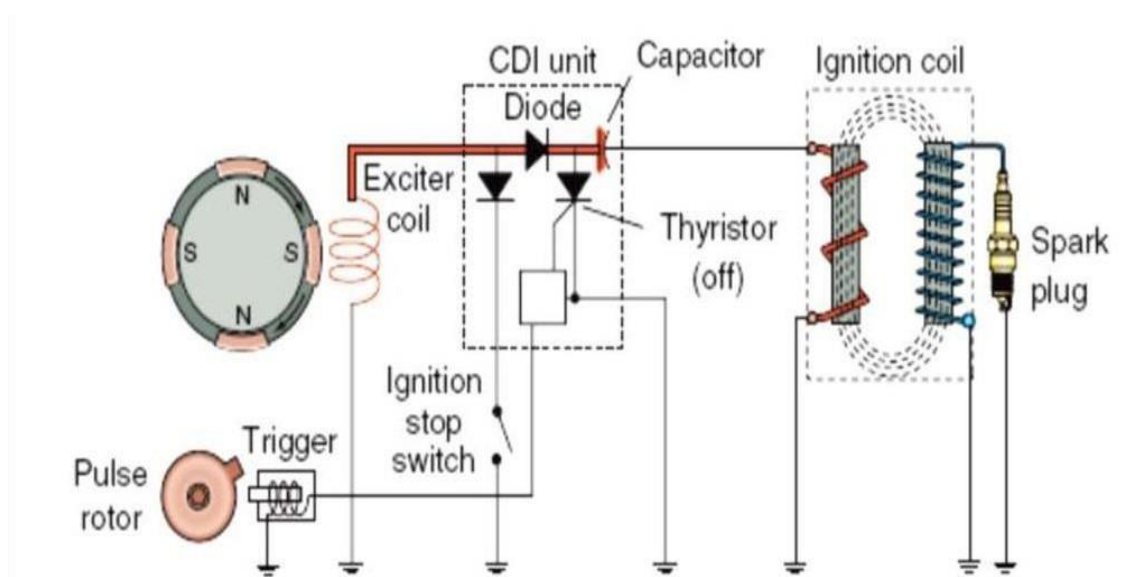 CDI unit
Capacitor
Ignition coil
Diode
Exciter
coil
N
S
S
N
Thyristor
(off)
Spark
plug
Ignition
stop
switch
Trigger
Pulse
rotor